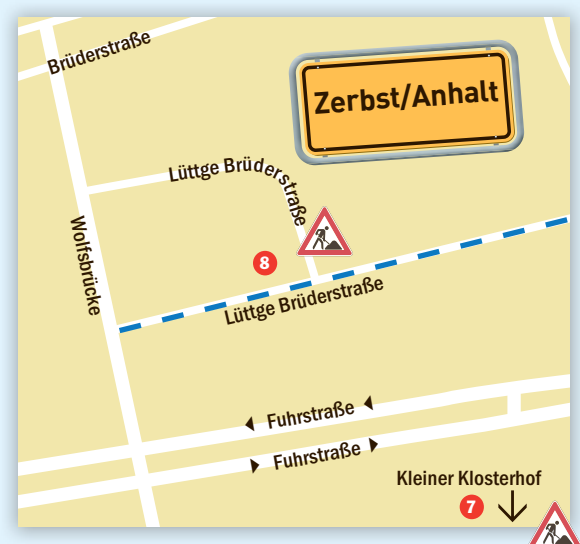 Brüderstraße
Zerbst/Anhalt
Lüttge Brüderstraße
Wolfsbrücke
8
Lüttge Brüderstraße
Fuhrstraße
Fuhrstraße
Kleiner Klosterhof
7